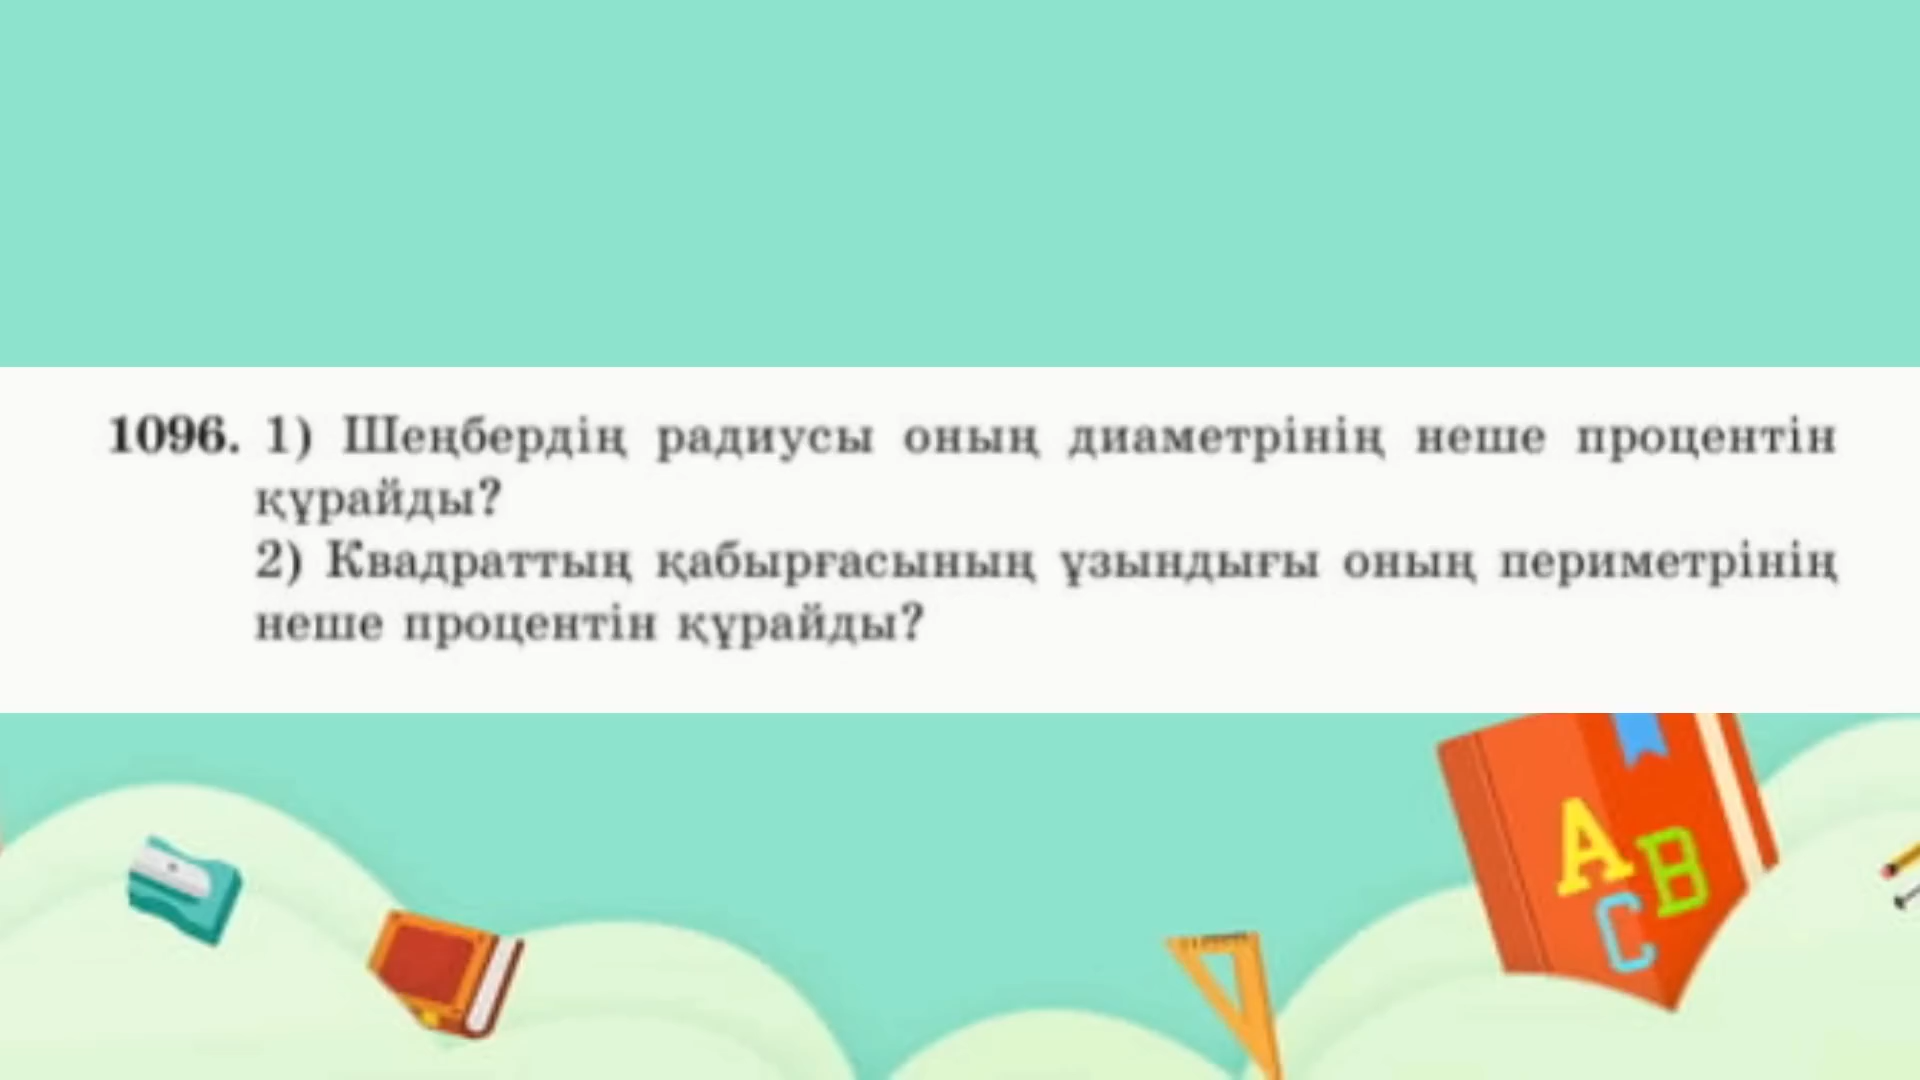 1096. 1) Шеңбердің радиусы оның диаметрінің неше процентін
құрайды?
2) Квадраттың қабырғасының ұзындығы оның периметрінің
неше процентін құрайды?
A
B
C